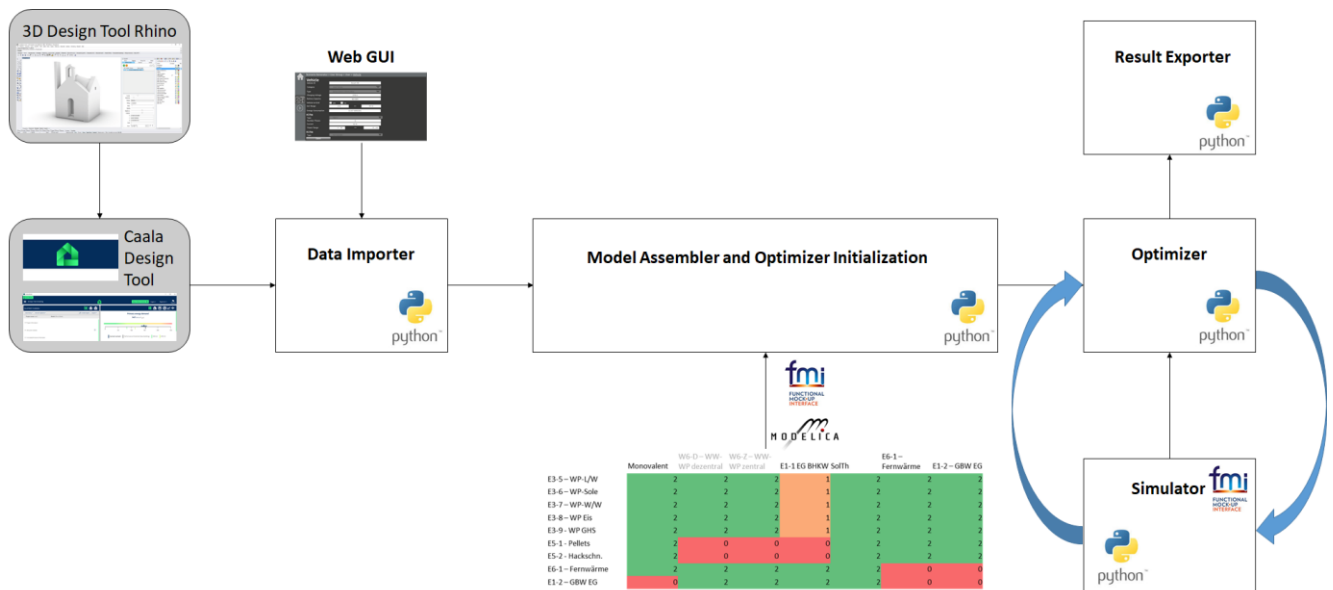 3D Design Tool Rhino
Web GUI
Result Exporter
python™
Caala
Design
Tool
Data Importer
python™
Model Assembler and Optimizer Initialization
python™
Optimizer
python™
fmi
FUNCTIONAL
MOCK-UP
INTERFACE
MODELICA
Monovalent
W6-D – WW-
WP dezentral
W6-Z – WW-
WP zentral
E1-1 EG BHKW
SolTh
E6-1 –
Fernwärme
E1-2 – GBW EG
E3-5 – WP-L/W 2 2 2 1 2 2 2
E3-6 – WP-Sole 2 2 2 1 2 2 2
E3-7 – WP-W/W 2 2 2 1 2 2 2
E3-8 – WP Eis 2 2 2 1 2 2 2
E3-9 - WP GHS 2 2 2 1 2 2 2
E5-1 - Pellets 2 0 0 0 2 2 2
E5-2 - Hackschn. 2 0 0 0 2 2 2
E6-1 – Fernwärme 2 2 2 2 2 0 0
E1-2 – GBW EG 0 2 2 2 2 0 0
Simulator
fmi
FUNCTIONAL
MOCK-UP
INTERFACE
python™